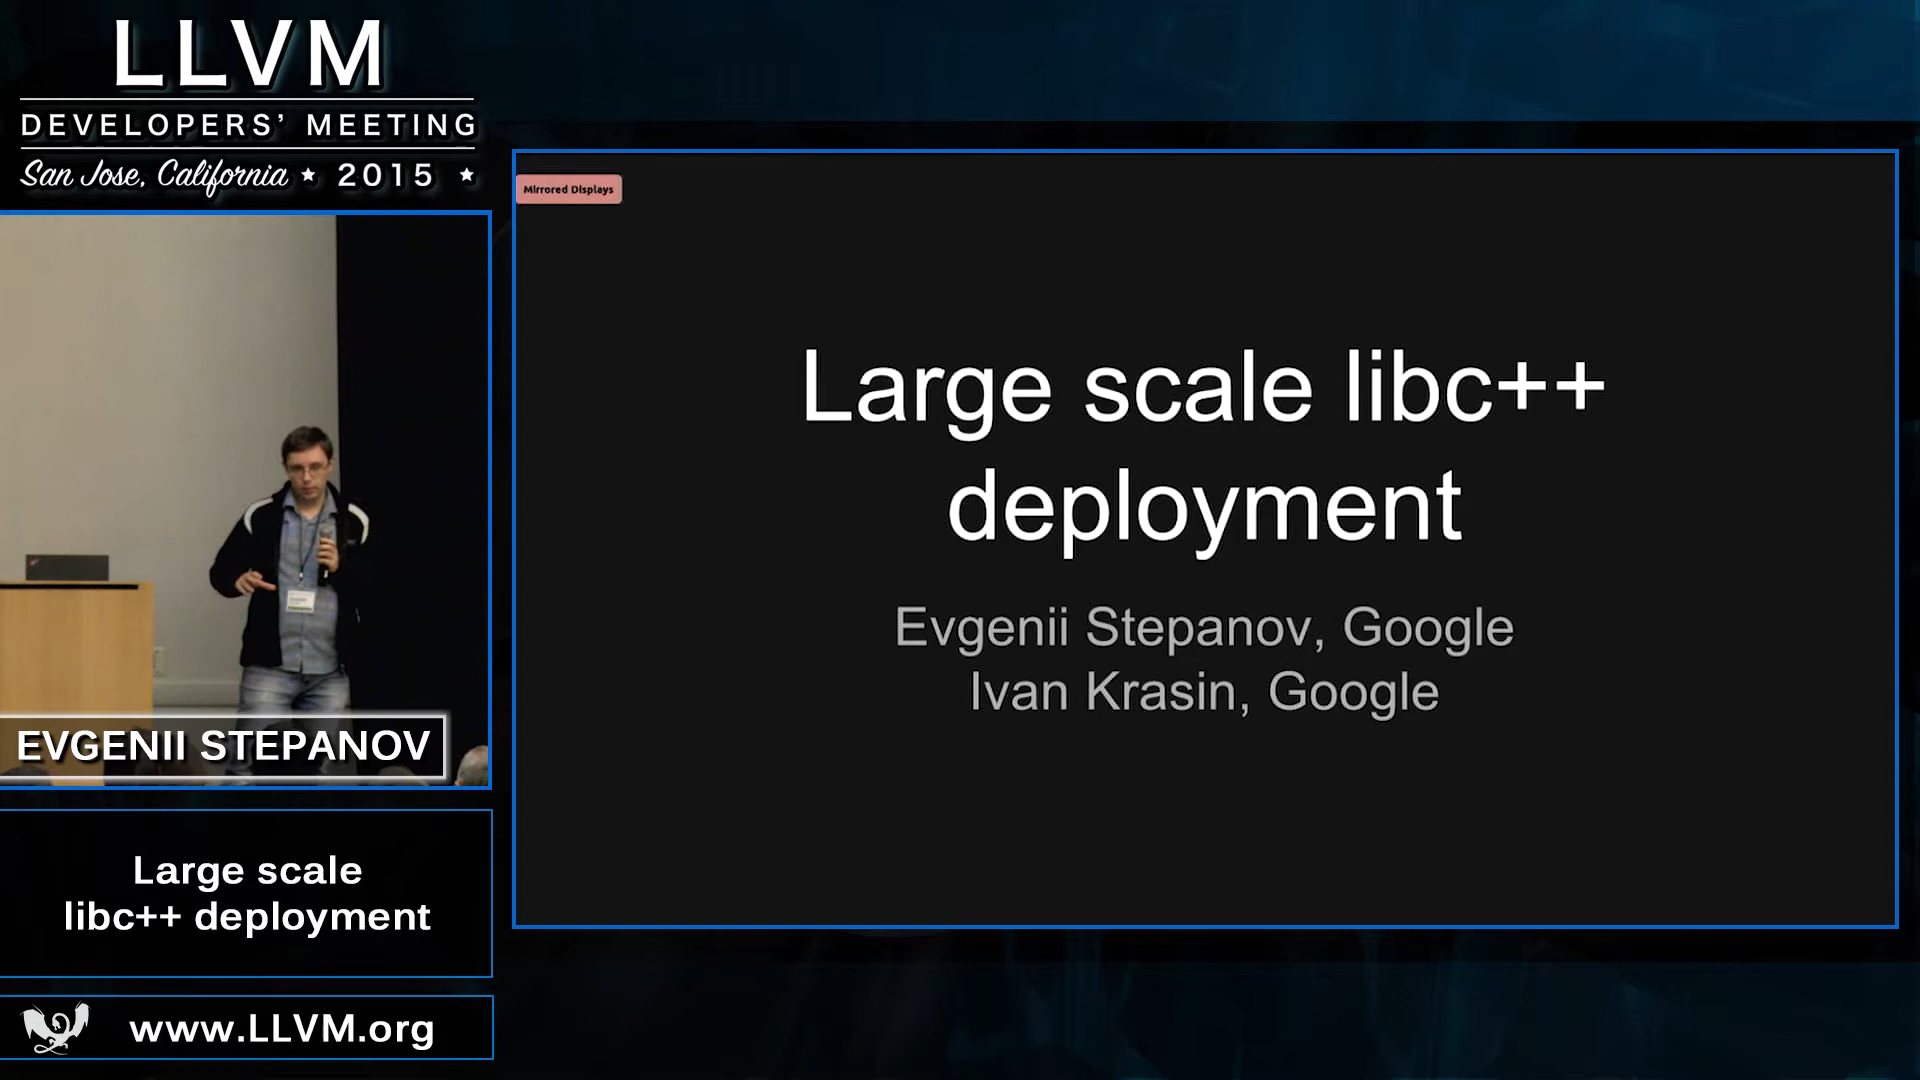 LLVM
DEVELOPERS’ MEETING
San Jose, California ★ 2015 ★
Mirrored Displays
Large scale libc++
deployment
Evgenii Stepanov, Google
Ivan Krasin, Google
EVGENII STEPANOV
Large scale
libc++ deployment
www.LLVM.org